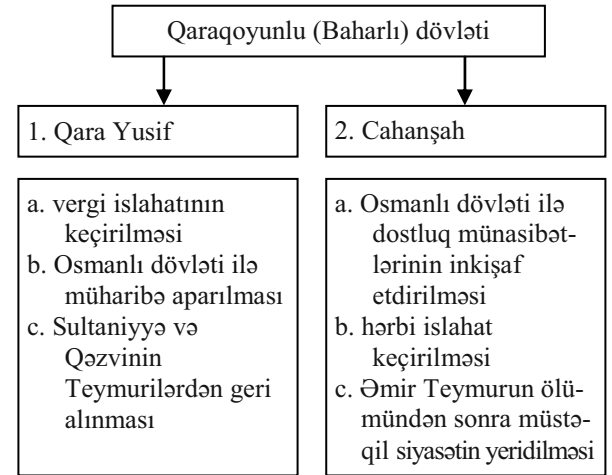 Qaraqoyunlu (Baharlı) dövləti
1. Qara Yusif
2. Cahanşah
a. vergi islahatının
keçirilməsi
b. Osmanlı dövləti ilə
müharibə aparılması
c. Sultaniyyə və
Qəzvinin
Teymurilərdən geri
alınması
a. Osmanlı dövləti ilə
dostluq münasibət-
lərinin inkişaf
etdirilməsi
b. hərbi islahat
keçirilməsi
c. Əmir Teymurun ölü-
mündən sonra müstə-
qil siyasətin yeridilməsi